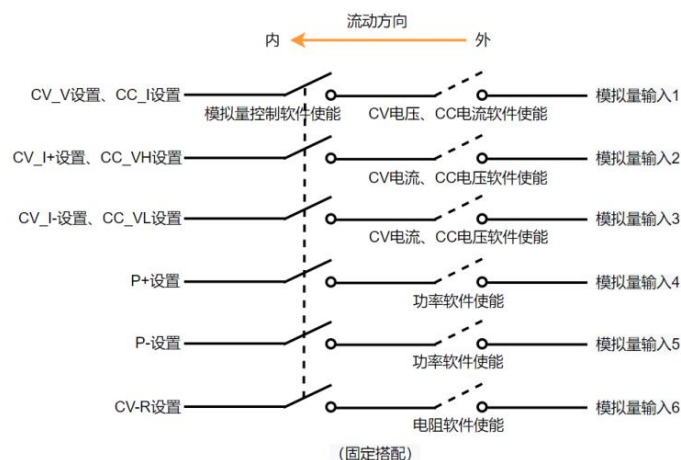 流动方向
内 外
CV_V设置、CC_I设置 模拟量输入1
模拟量控制软件使能 CV电压、CC电流软件使能
CV_I+设置、CC_VH设置 模拟量输入2
CV电流、CC电压软件使能
CV_I-设置、CC_VL设置 模拟量输入3
CV电流、CC电压软件使能
P+设置 模拟量输入4
功率软件使能
P-设置 模拟量输入5
功率软件使能
CV-R设置 模拟量输入6
电阻软件使能
（固定搭配）